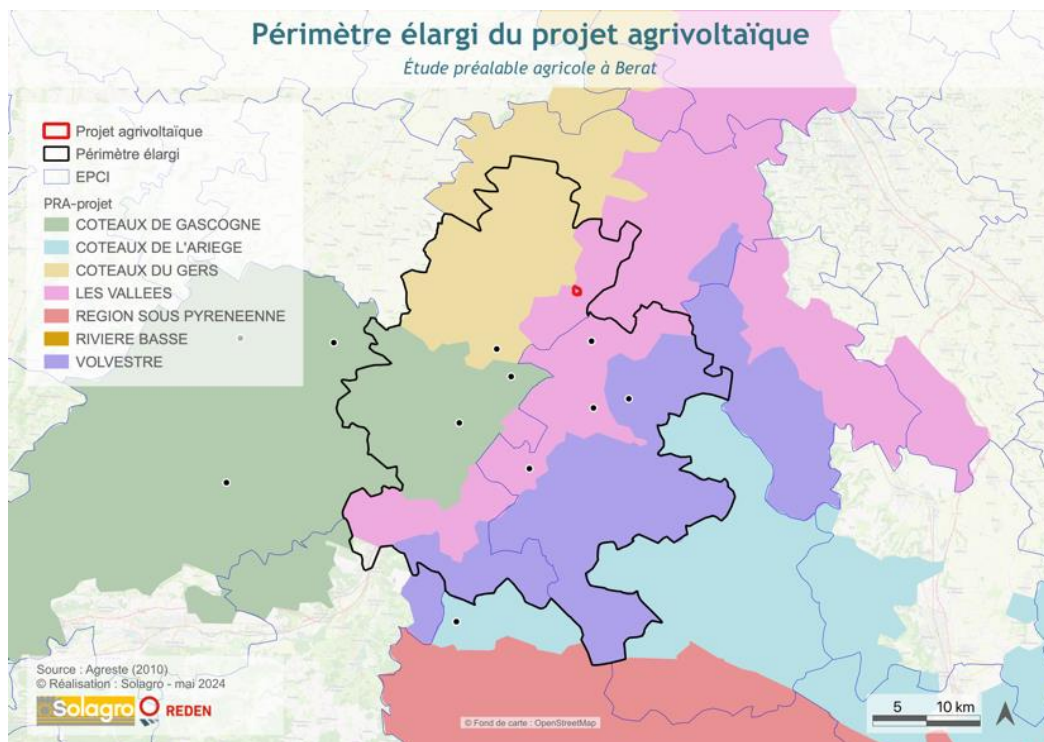 Périmètre élargi du projet agrivoltaïque
Étude préalable agricole à Berat
Projet agrivoltaïque
Périmètre élargi
EPCI
PRA-projet
COTEAUX DE GASCOGNE
COTEAUX DE L'ARIEGE
COTEAUX DU GERS
LES VALLEES
REGION SOUS PYRENEENNE
RIVIERE BASSE
VOLVESTRE
Source : Agreste (2010)
© Réalisation : Solagro - mai 2024
Solagro REDEN
© Fond de carte : OpenStreetMap
5 10 km